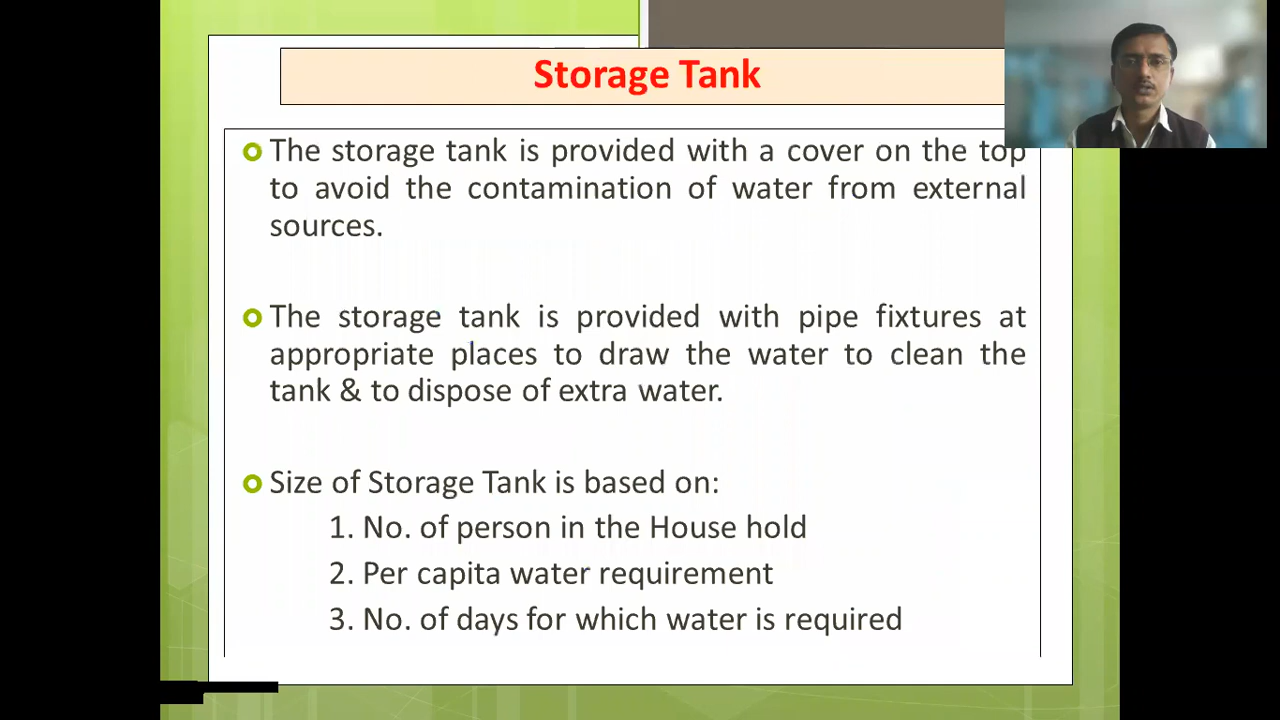 Storage Tank
The storage tank is provided with a cover on the top
to avoid the contamination of water from external
sources.
The storage tank is provided with pipe fixtures at
appropriate places to draw the water to clean the
tank & to dispose of extra water.
Size of Storage Tank is based on:
1. No. of person in the House hold
2. Per capita water requirement
3. No. of days for which water is required